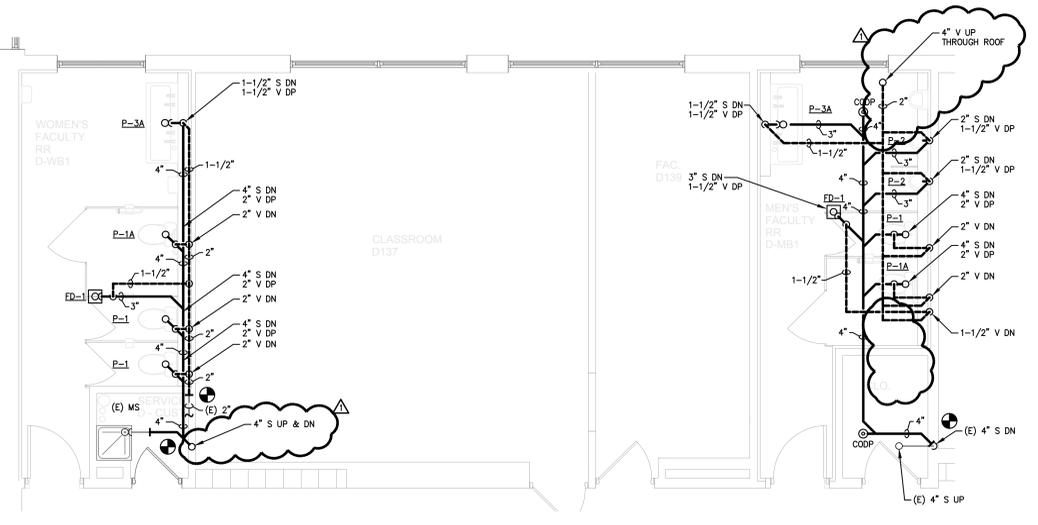 1
4" V UP
THROUGH ROOF
1-1/2" S DN
1-1/2" V DP
P-3A
WOMEN'S
FACULTY
RR
D-WB1
1-1/2"
4"
4" S DN
2" V DP
2" V DN
P-1A
2"
4"
CLASSROOM
D137
1-1/2"
4" S DN
2" V DP
FD-1
3"
2" V DN
P-1
2"
4" S DN
2" V DP
4"
2" V DN
P-1
2"
(E) MS
SERVICE
(E) 2"
4"
1
4" S UP & DN
1-1/2" S DN
1-1/2" V DP
P-3A
CODP
2"
4"
3"
1-1/2"
2" S DN
1-1/2" V DP
P-2
3"
FAC.
D139
2" S DN
1-1/2" V DP
4"
P-2
3"
3" S DN
1-1/2" V DP
FD-1
4"
4" S DN
2" V DP
MEN'S
FACULTY
RR
D-MB1
P-1
2" V DN
4" S DN
2" V DP
P-1A
1-1/2"
2" V DN
4"
1-1/2" V DN
LO.
4"
CODP
(E) 4" S DN
(E) 4" S UP